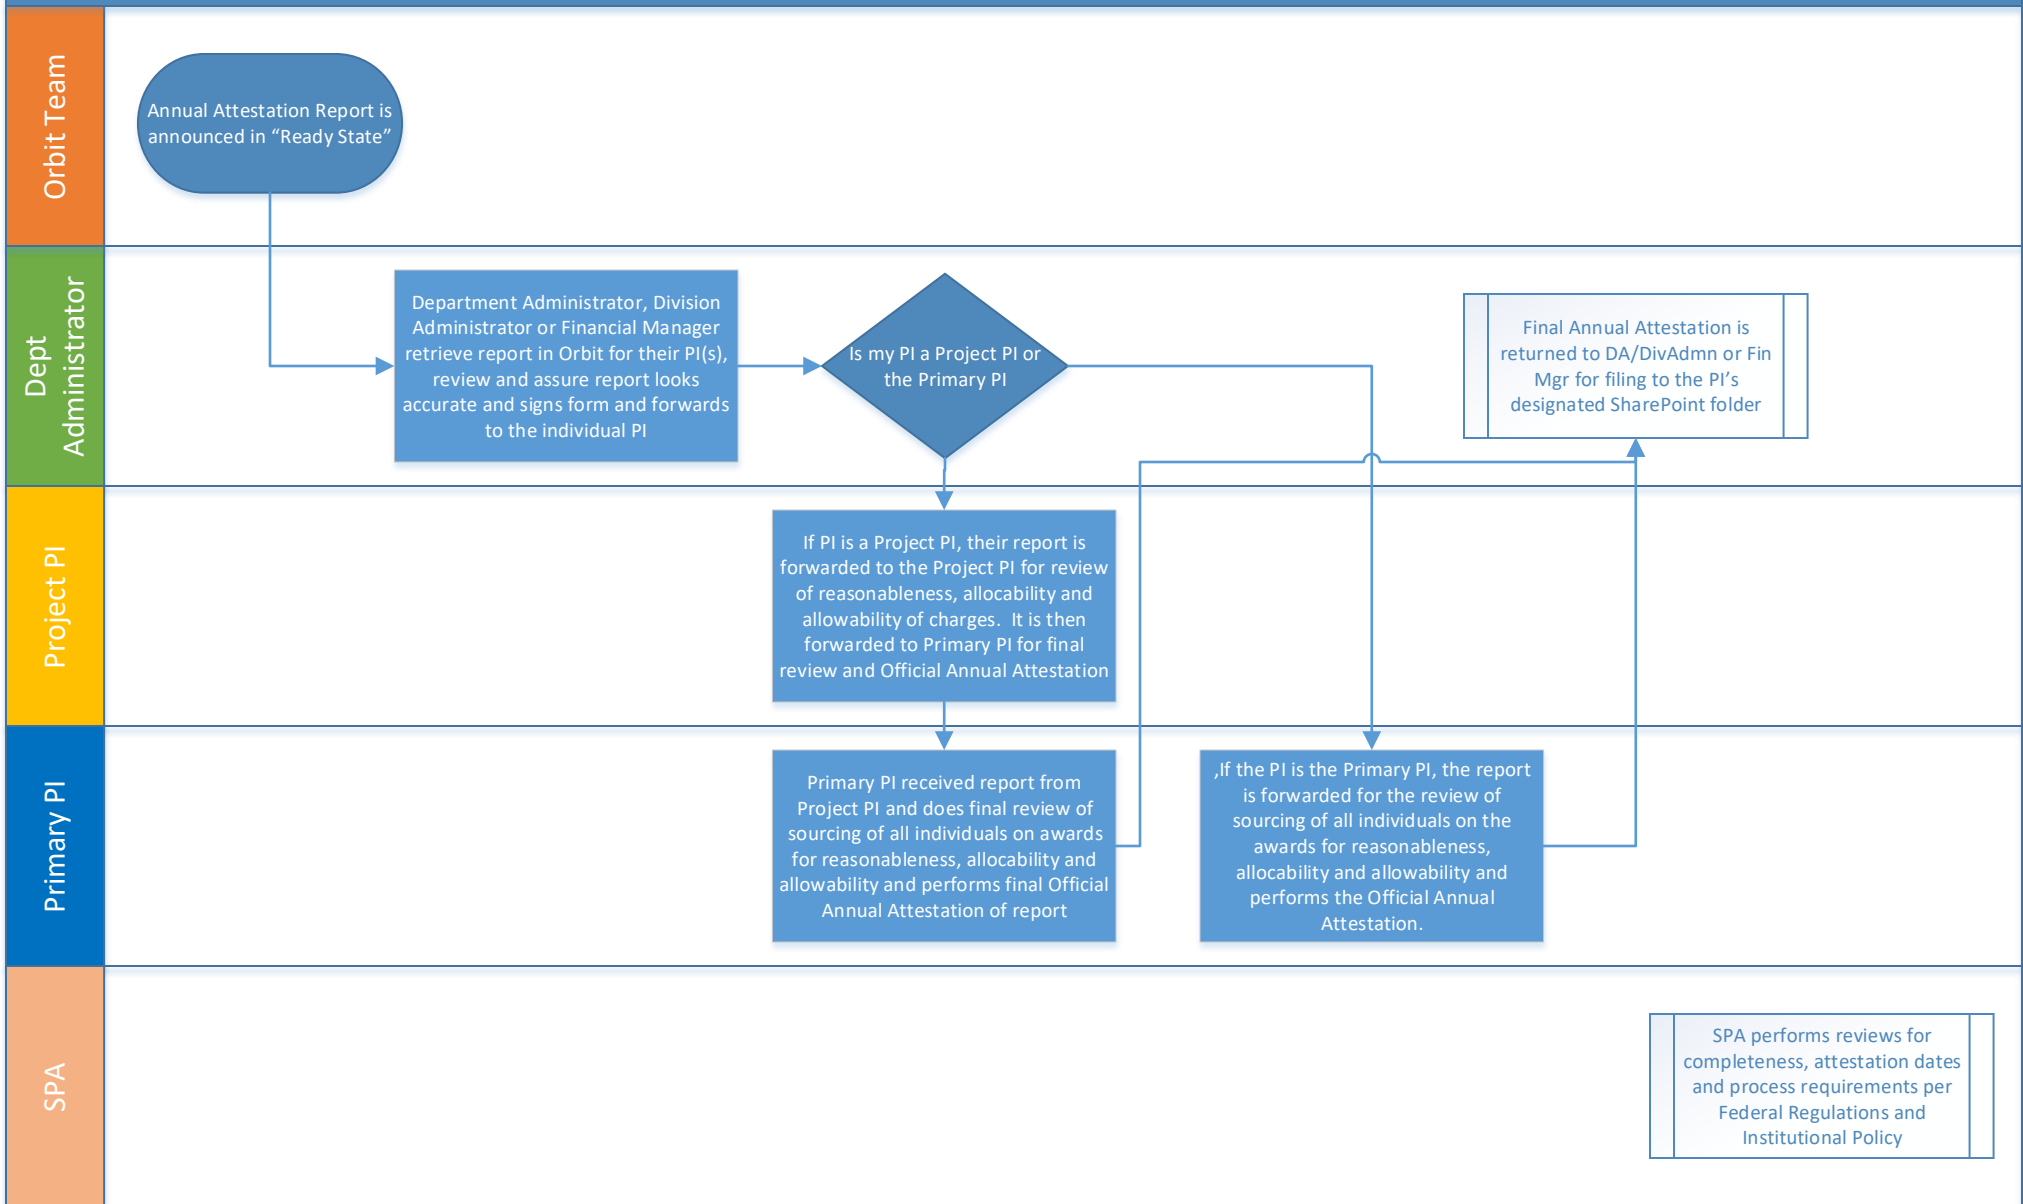 Orbit Team
Annual Attestation Report is
announced in “Ready State”
Dept
Administrator
Department Administrator, Division
Administrator or Financial Manager
retrieve report in Orbit for their PI(s),
review and assure report looks
accurate and signs form and forwards
to the individual PI
Is my PI a Project PI or
the Primary PI
Final Annual Attestation is
returned to DA/DivAdmn or Fin
Mgr for filing to the PI’s
designated SharePoint folder
Project PI
If PI is a Project PI, their report is
forwarded to the Project PI for review
of reasonableness, allocability and
allowability of charges.  It is then
forwarded to Primary PI for final
review and Official Annual Attestation
Primary PI
Primary PI received report from
Project PI and does final review of
sourcing of all individuals on awards
for reasonableness, allocability and
allowability and performs final Official
Annual Attestation of report
,If the PI is the Primary PI, the report
is forwarded for the review of
sourcing of all individuals on the
awards for reasonableness,
allocability and allowability and
performs the Official Annual
Attestation.
SPA
SPA performs reviews for
completeness, attestation dates
and process requirements per
Federal Regulations and
Institutional Policy